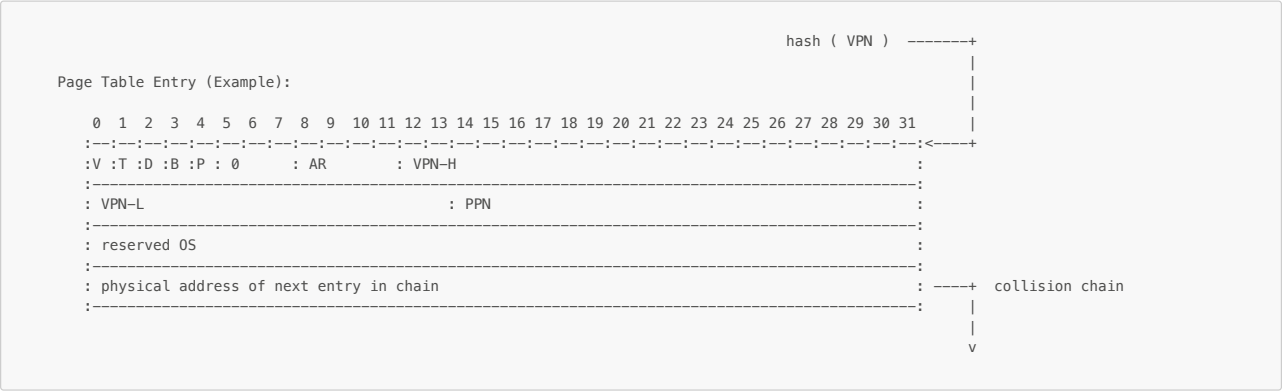 hash ( VPN ) -------+
|
Page Table Entry (Example): |
|
0 1 2 3 4 5 6 7 8 9 10 11 12 13 14 15 16 17 18 19 20 21 22 23 24 25 26 27 28 29 30 31 |
:--:--:--:--:--:--:--:--:--:--:--:--:--:--:--:--:--:--:--:--:--:--:--:--:--:--:--:--:--:--:--:--:<----+
:V :T :D :B :P : 0 : AR : VPN-H :
:-----------------------------------------------------------------------------------------------:
: VPN-L : PPN :
:-----------------------------------------------------------------------------------------------:
: reserved OS :
:-----------------------------------------------------------------------------------------------:
: physical address of next entry in chain : ----+ collision chain
:-----------------------------------------------------------------------------------------------: |
|
v